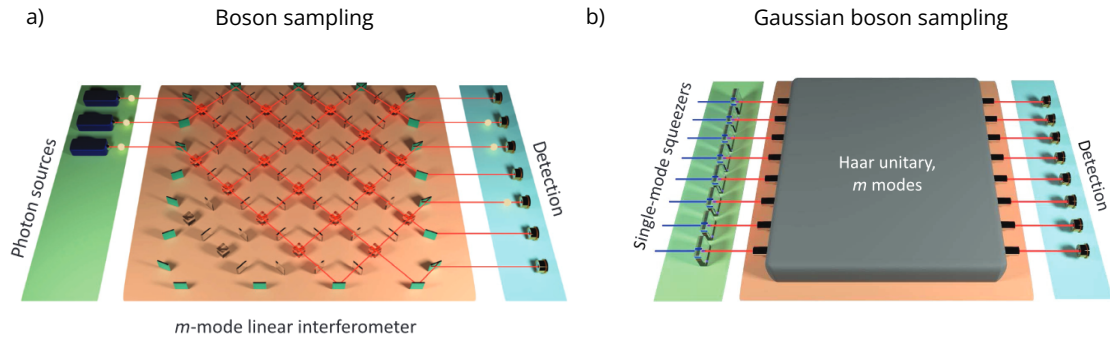 a)
Boson sampling
Photon sources
Detection
m-mode linear interferometer
b)
Gaussian boson sampling
Single-mode squeezers
Haar unitary,
m modes
Detection